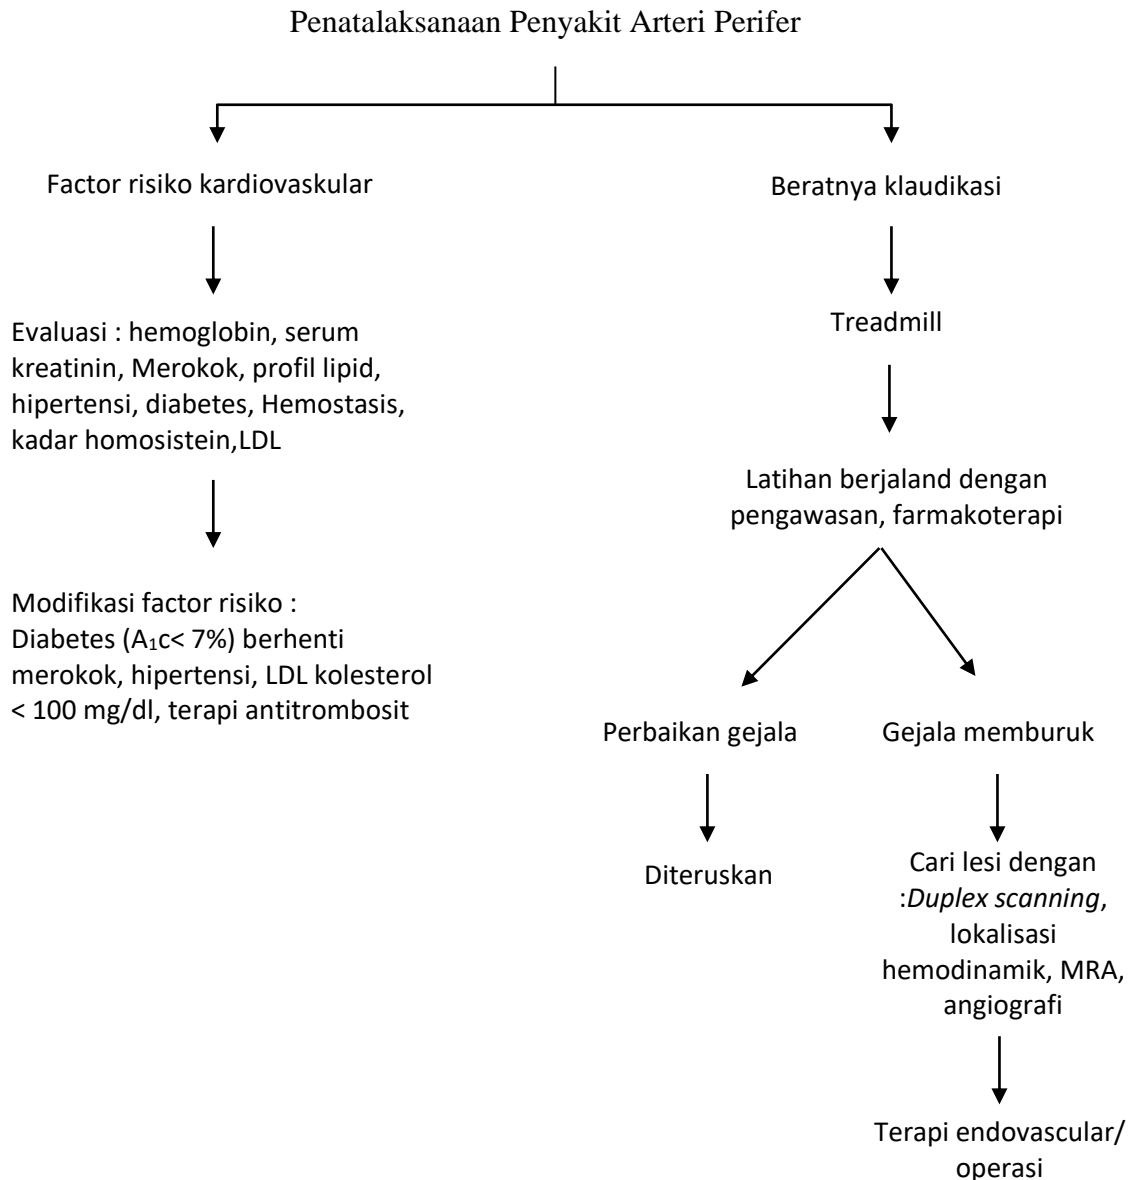 Penatalaksanaan Penyakit Arteri Perifer
Factor risiko kardiovaskular
Beratnya klaudikasi
Evaluasi : hemoglobin, serum
kreatinin, Merokok, profil lipid,
hipertensi, diabetes, Hemostasis,
kadar homosistein,LDL
Treadmill
Latihan berjaland dengan
pengawasan, farmakoterapi
Modifikasi factor risiko :
Diabetes (A₁c< 7%) berhenti
merokok, hipertensi, LDL kolesterol
< 100 mg/dl, terapi antitrombosit
Perbaikan gejala
Gejala memburuk
Diteruskan
Cari lesi dengan
:Duplex scanning,
lokalisasi
hemodinamik, MRA,
angiografi
Terapi endovascular/
operasi